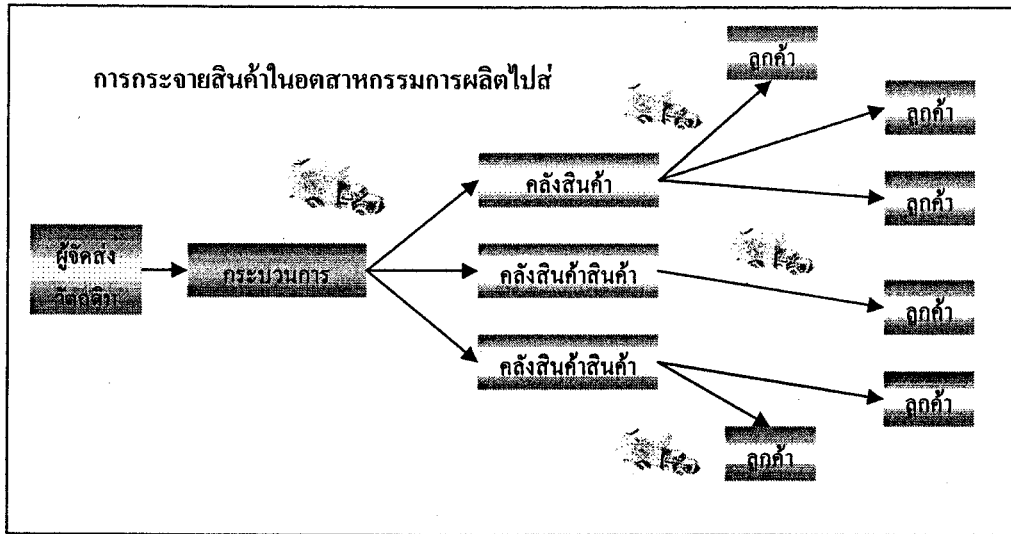 การกระจายสินค้าในอตสาหกรรมการผลิตไปส่
ลูกค้า
ลูกค้า
คลังสินค้า
ลูกค้า
ผู้จัดส่ง
วัตถุดิบ
กระบวนการ
คลังสินค้าสินค้า
ลูกค้า
คลังสินค้าสินค้า
ลูกค้า
ลูกค้า